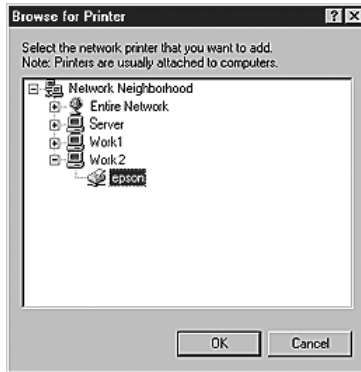 Browse for Printer
Select the network printer that you want to add.
Note: Printers are usually attached to computers.
Network Neighborhood
Entire Network
Server
Work1
Work2
epson
OK Cancel